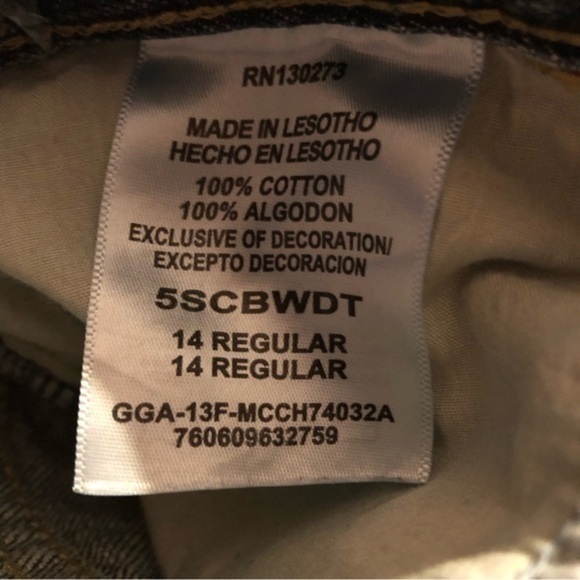 RN130273
MADE IN LESOTHO
HECHO EN LESOTHO
100% COTTON
100% ALGODON
EXCLUSIVE OF DECORATION/
EXCEPTO DECORACION
5SCBWDT
14 REGULAR
14 REGULAR
GGA-13F-MCCH74032A
760609632759